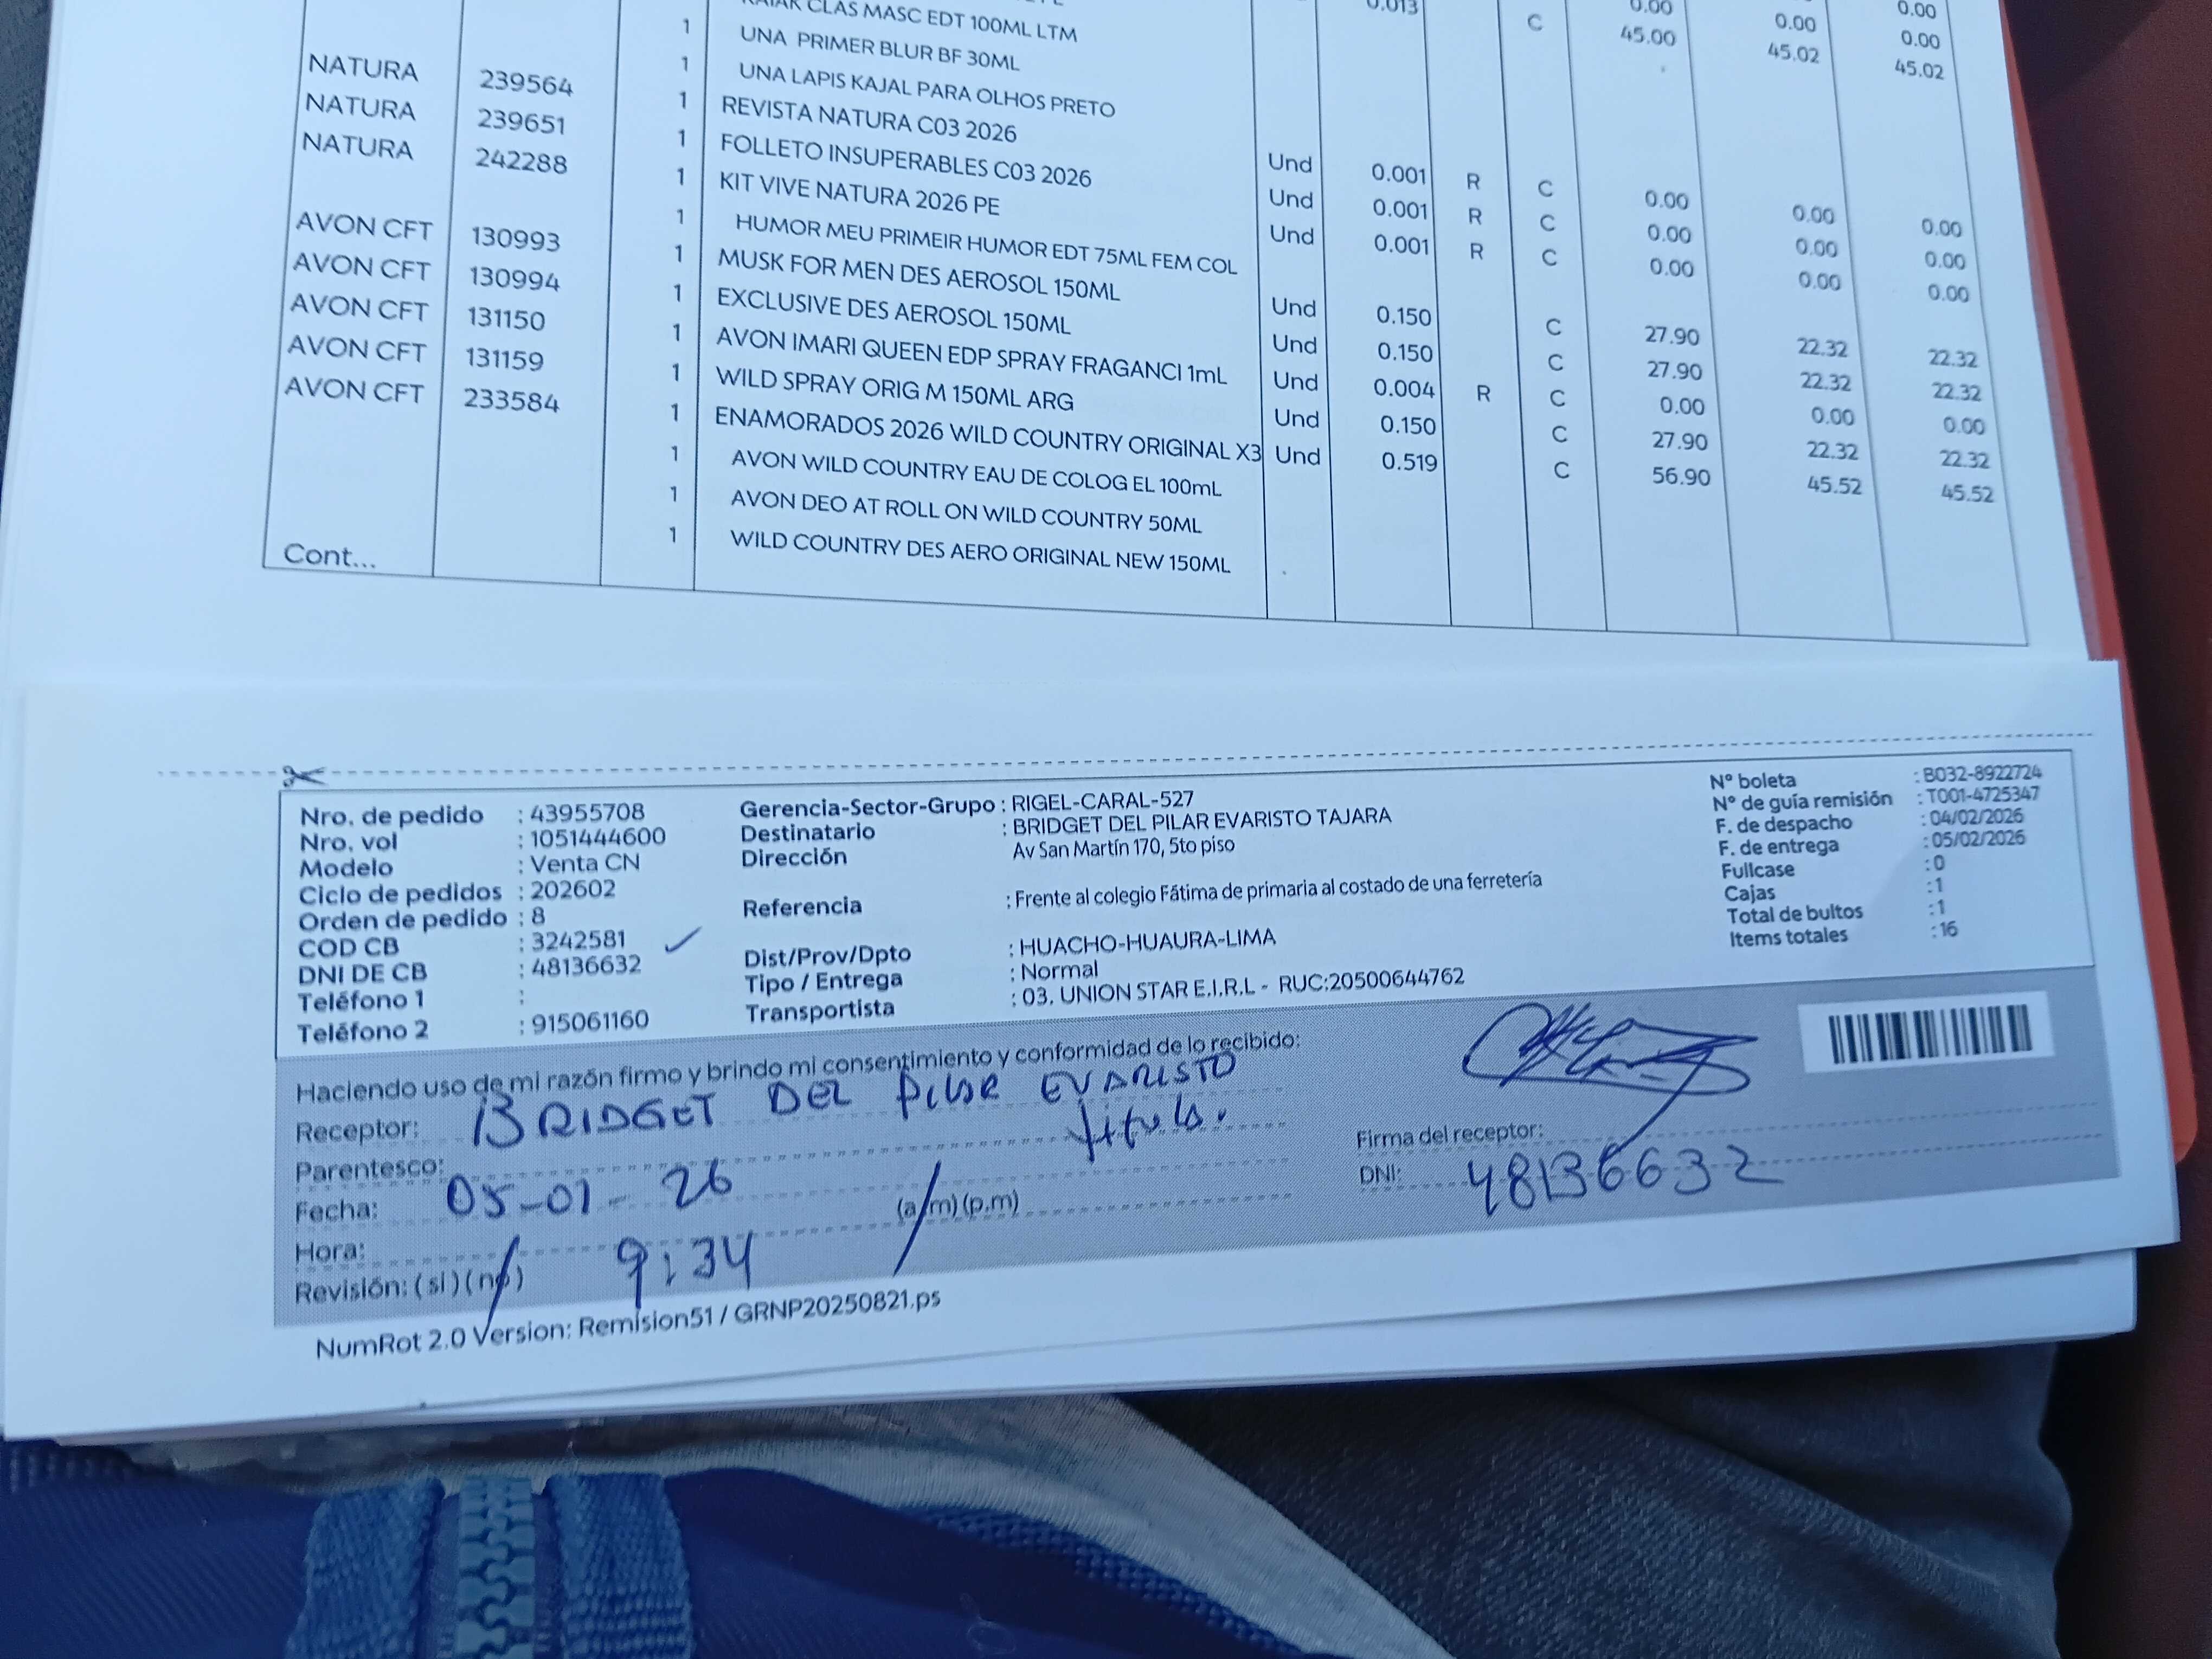 CLAS MASC EDT 100ML LTM 0.013 C 0.00 0.00 0.00
1 UNA PRIMER BLUR BF 30ML 45.00 45.02 45.02
1 UNA LAPIS KAJAL PARA OLHOS PRETO
NATURA 239564 1 REVISTA NATURA C03 2026 Und 0.001 R C 0.00 0.00 0.00
NATURA 239651 1 FOLLETO INSUPERABLES C03 2026 Und 0.001 R C 0.00 0.00 0.00
NATURA 242288 1 KIT VIVE NATURA 2026 PE Und 0.001 R C 0.00 0.00 0.00
1 HUMOR MEU PRIMEIR HUMOR EDT 75ML FEM COL
AVON CFT 130993 1 MUSK FOR MEN DES AEROSOL 150ML Und 0.150 C 27.90 22.32 22.32
AVON CFT 130994 1 EXCLUSIVE DES AEROSOL 150ML Und 0.150 C 27.90 22.32 22.32
AVON CFT 131150 1 AVON IMARI QUEEN EDP SPRAY FRAGANCI 1mL Und 0.004 R C 0.00 0.00 0.00
AVON CFT 131159 1 WILD SPRAY ORIG M 150ML ARG Und 0.150 C 27.90 22.32 22.32
AVON CFT 233584 1 ENAMORADOS 2026 WILD COUNTRY ORIGINAL X3 Und 0.519 C 56.90 45.52 45.52
1 AVON WILD COUNTRY EAU DE COLOG EL 100mL
1 AVON DEO AT ROLL ON WILD COUNTRY 50ML
1 WILD COUNTRY DES AERO ORIGINAL NEW 150ML
Cont...
Nro. de pedido : 43955708
Nro. vol : 1051444600
Modelo : Venta CN
Ciclo de pedidos : 202602
Orden de pedido : 8
COD CB : 3242581
DNI DE CB : 48136632
Teléfono 1 :
Teléfono 2 : 915061160
Gerencia-Sector-Grupo : RIGEL-CARAL-527
Destinatario : BRIDGET DEL PILAR EVARISTO TAJARA
Dirección Av San Martín 170, 5to piso
Referencia : Frente al colegio Fátima de primaria al costado de una ferretería
Dist/Prov/Dpto : HUACHO-HUAURA-LIMA
Tipo / Entrega : Normal
Transportista : 03. UNION STAR E.I.R.L - RUC:20500644762
N° boleta : B032-8922724
N° de guía remisión : T001-4725347
F. de despacho : 04/02/2026
F. de entrega : 05/02/2026
Fullcase : 0
Cajas : 1
Total de bultos : 1
Items totales : 16
Haciendo uso de mi razón firmo y brindo mi consentimiento y conformidad de lo recibido:
Receptor: BRIDGET DEL PILAR EVARISTO
Parentesco: titular
Fecha: 05-01-26
Hora: 9:34 (a.m) (p.m)
Revisión: (si) (no)
Firma del receptor:
DNI: 48136632
NumRot 2.0 Version: Remision51 / GRNP20250821.ps